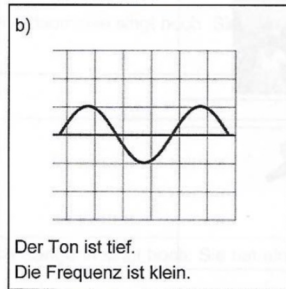 b)
Der Ton ist tief.
Die Frequenz ist klein.